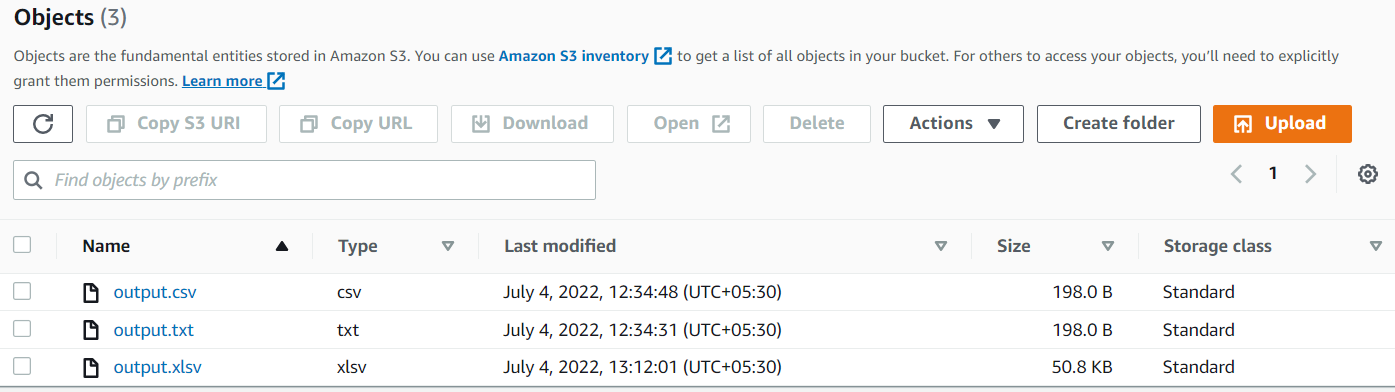 Objects (3)
Objects are the fundamental entities stored in Amazon S3. You can use Amazon S3 inventory to get a list of all objects in your bucket. For others to access your objects, you’ll need to explicitly
grant them permissions. Learn more
Copy S3 URI Copy URL Download Open Delete Actions Create folder Upload
Find objects by prefix 1
Name Type Last modified Size Storage class
output.csv csv July 4, 2022, 12:34:48 (UTC+05:30) 198.0 B Standard
output.txt txt July 4, 2022, 12:34:31 (UTC+05:30) 198.0 B Standard
output.xlsv xlsv July 4, 2022, 13:12:01 (UTC+05:30) 50.8 KB Standard